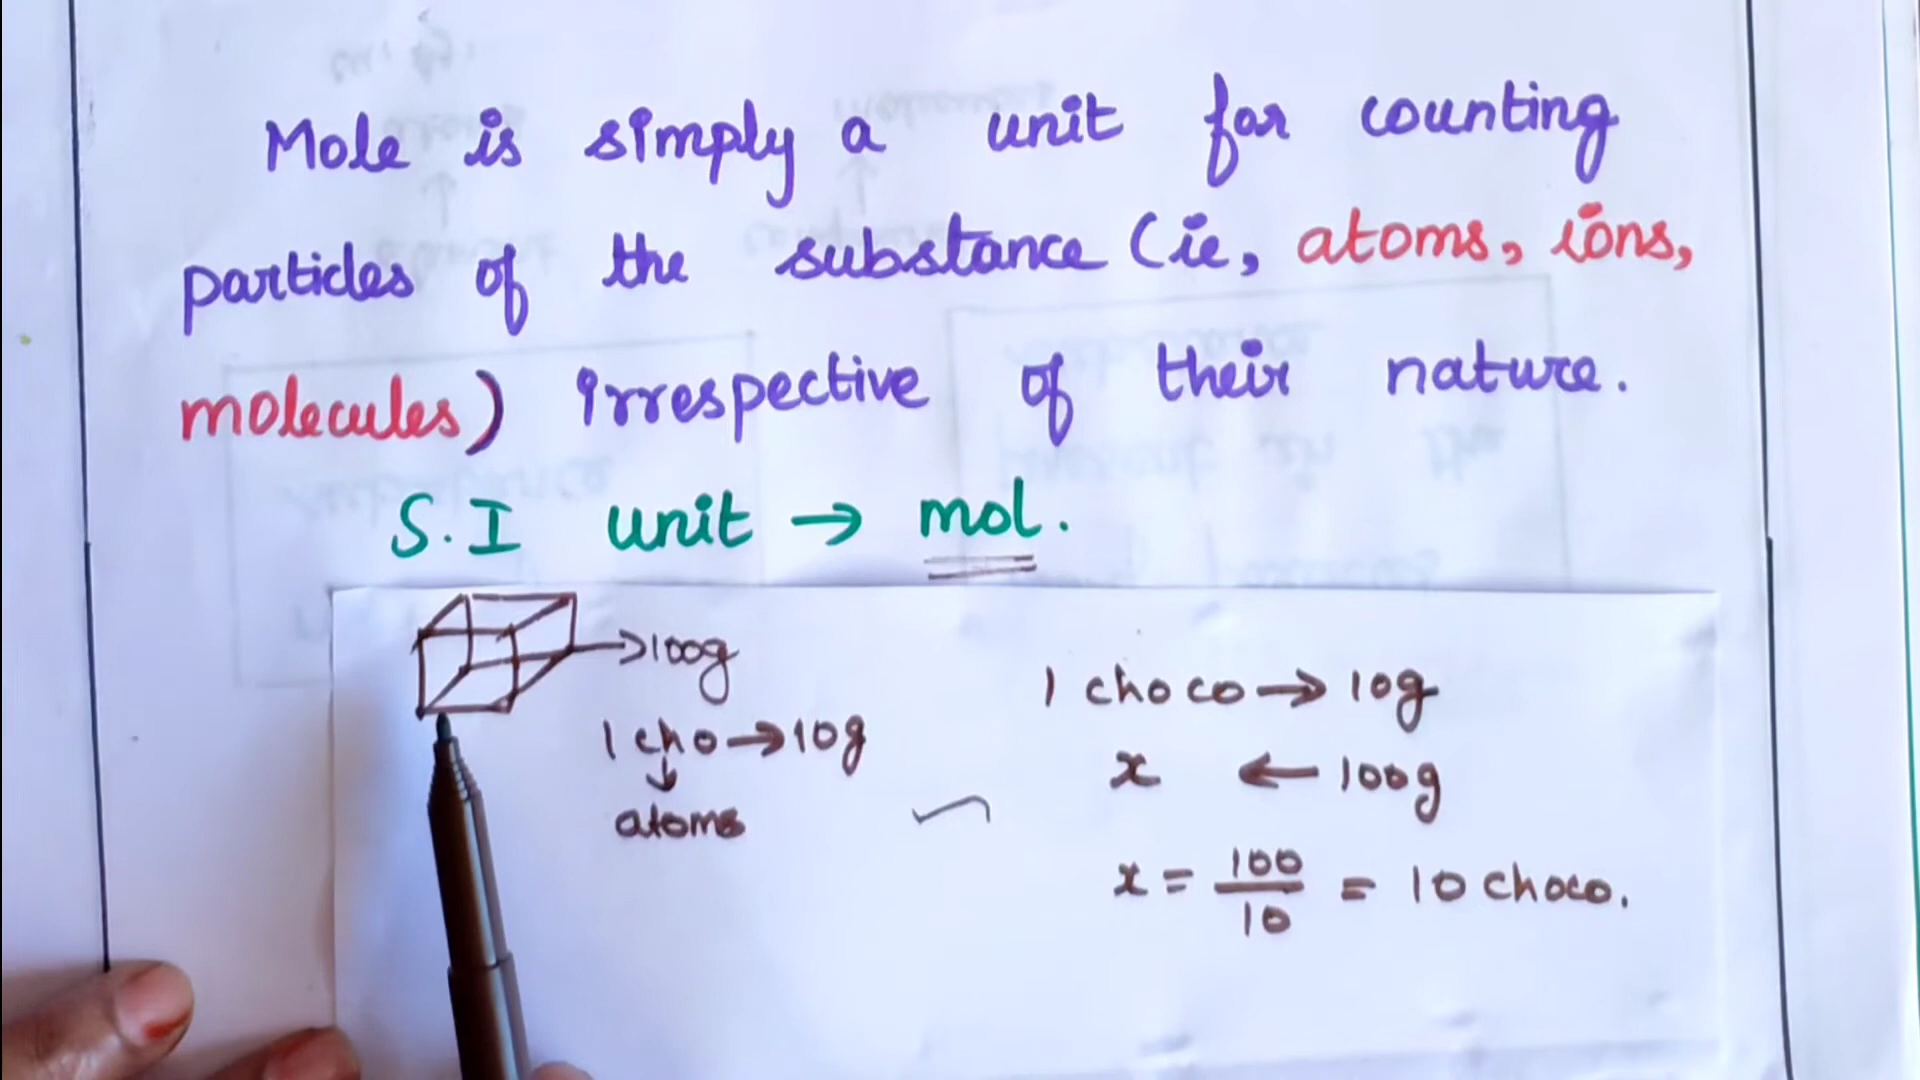 Mole is simply a unit for counting
particles of the substance (ie, atoms, ions,
molecules) irrespective of their nature.
S.I unit → mol.
→100g
1 cho→10g
↓
atoms
1 choco→10g
x ← 100g
x = 100/10 = 10 choco.